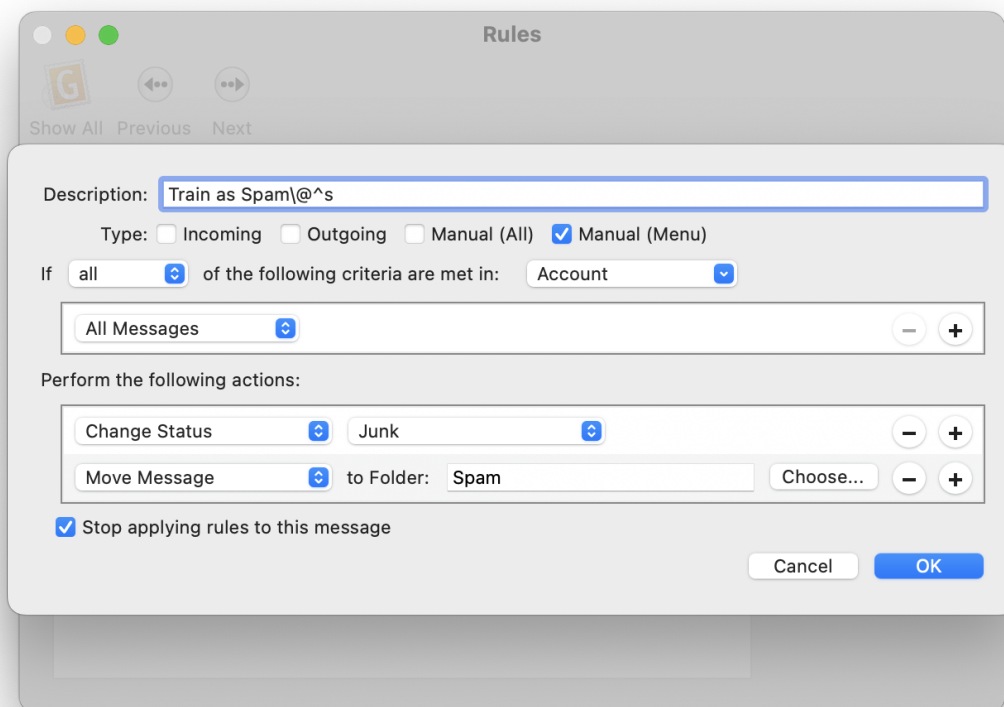 Rules
G
Show All Previous Next
Description: Train as Spam\@^s
Type: Incoming Outgoing Manual (All) Manual (Menu)
If all of the following criteria are met in: Account
All Messages
Perform the following actions:
Change Status Junk
Move Message to Folder: Spam Choose...
Stop applying rules to this message
Cancel OK